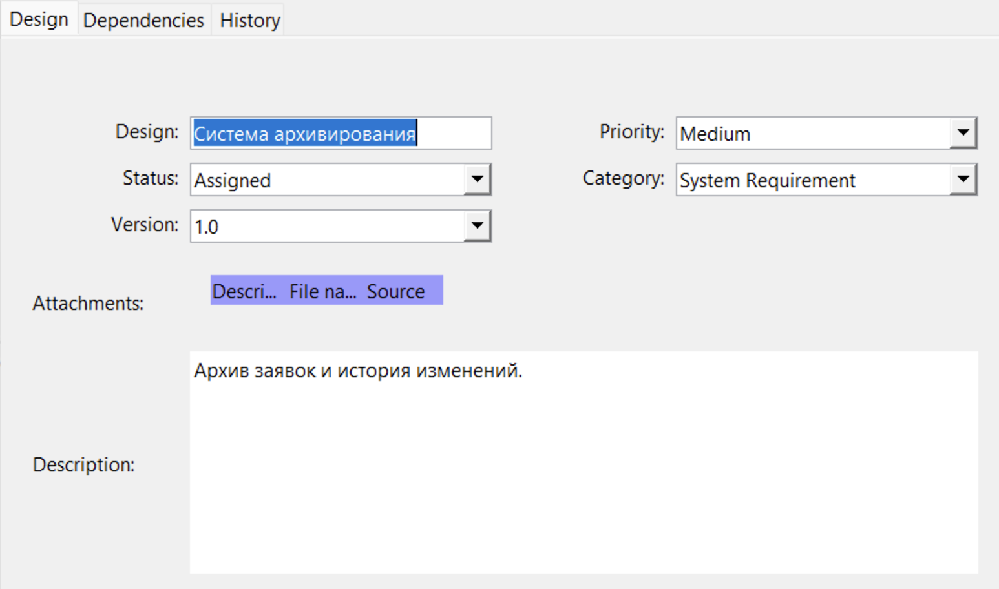 Design Dependencies History
Design: Система архивирования Priority: Medium
Status: Assigned Category: System Requirement
Version: 1.0
Attachments: Descri... File na... Source
Архив заявок и история изменений.
Description: